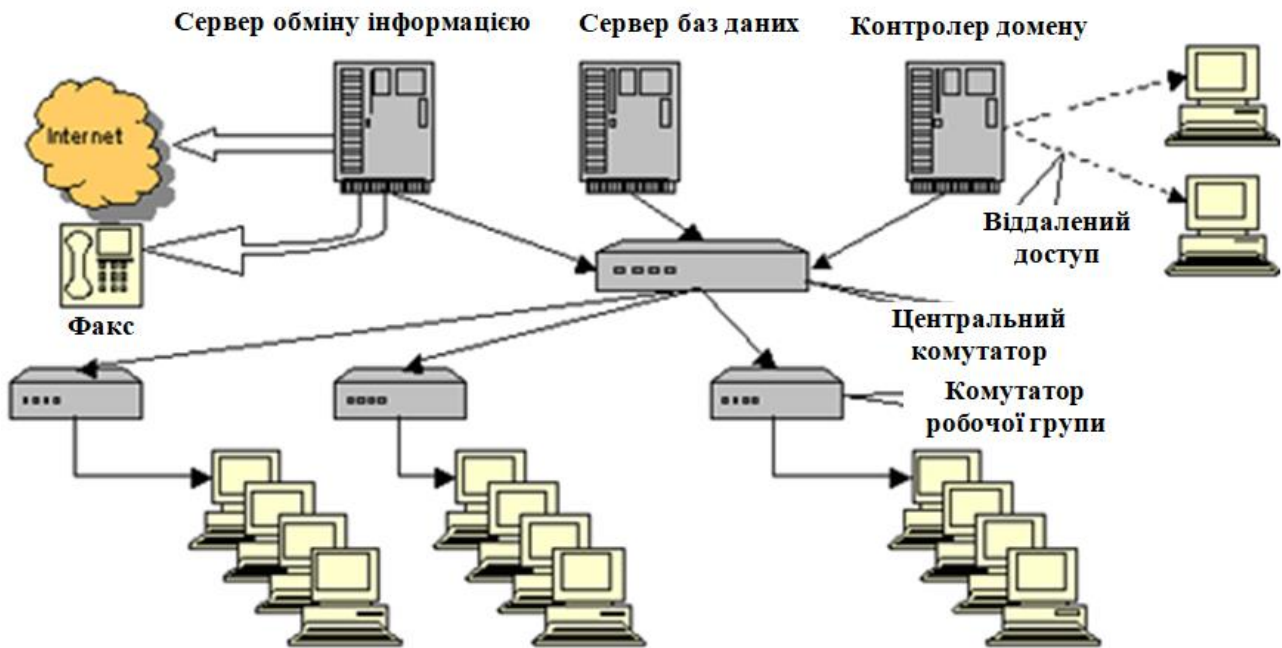 Сервер обміну інформацією
Сервер баз даних
Контролер домену
Internet
Віддалений
доступ
Факс
Центральний
комутатор
Комутатор
робочої групи